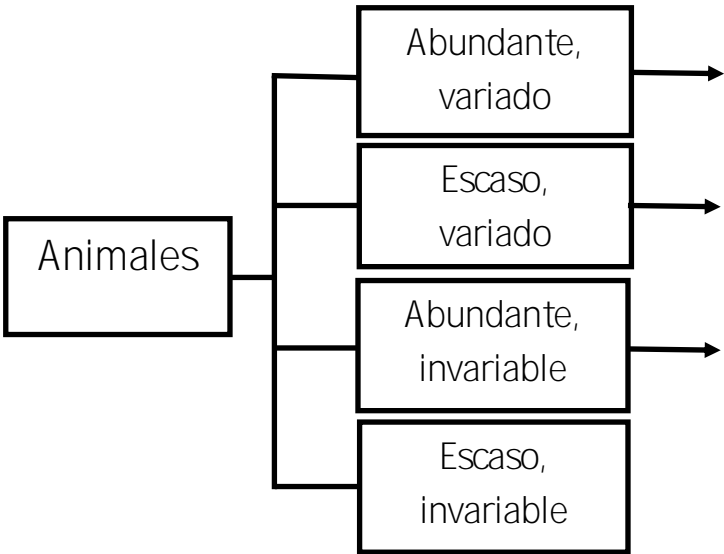 Animales
Abundante,
variado
Escaso,
variado
Abundante,
invariable
Escaso,
invariable